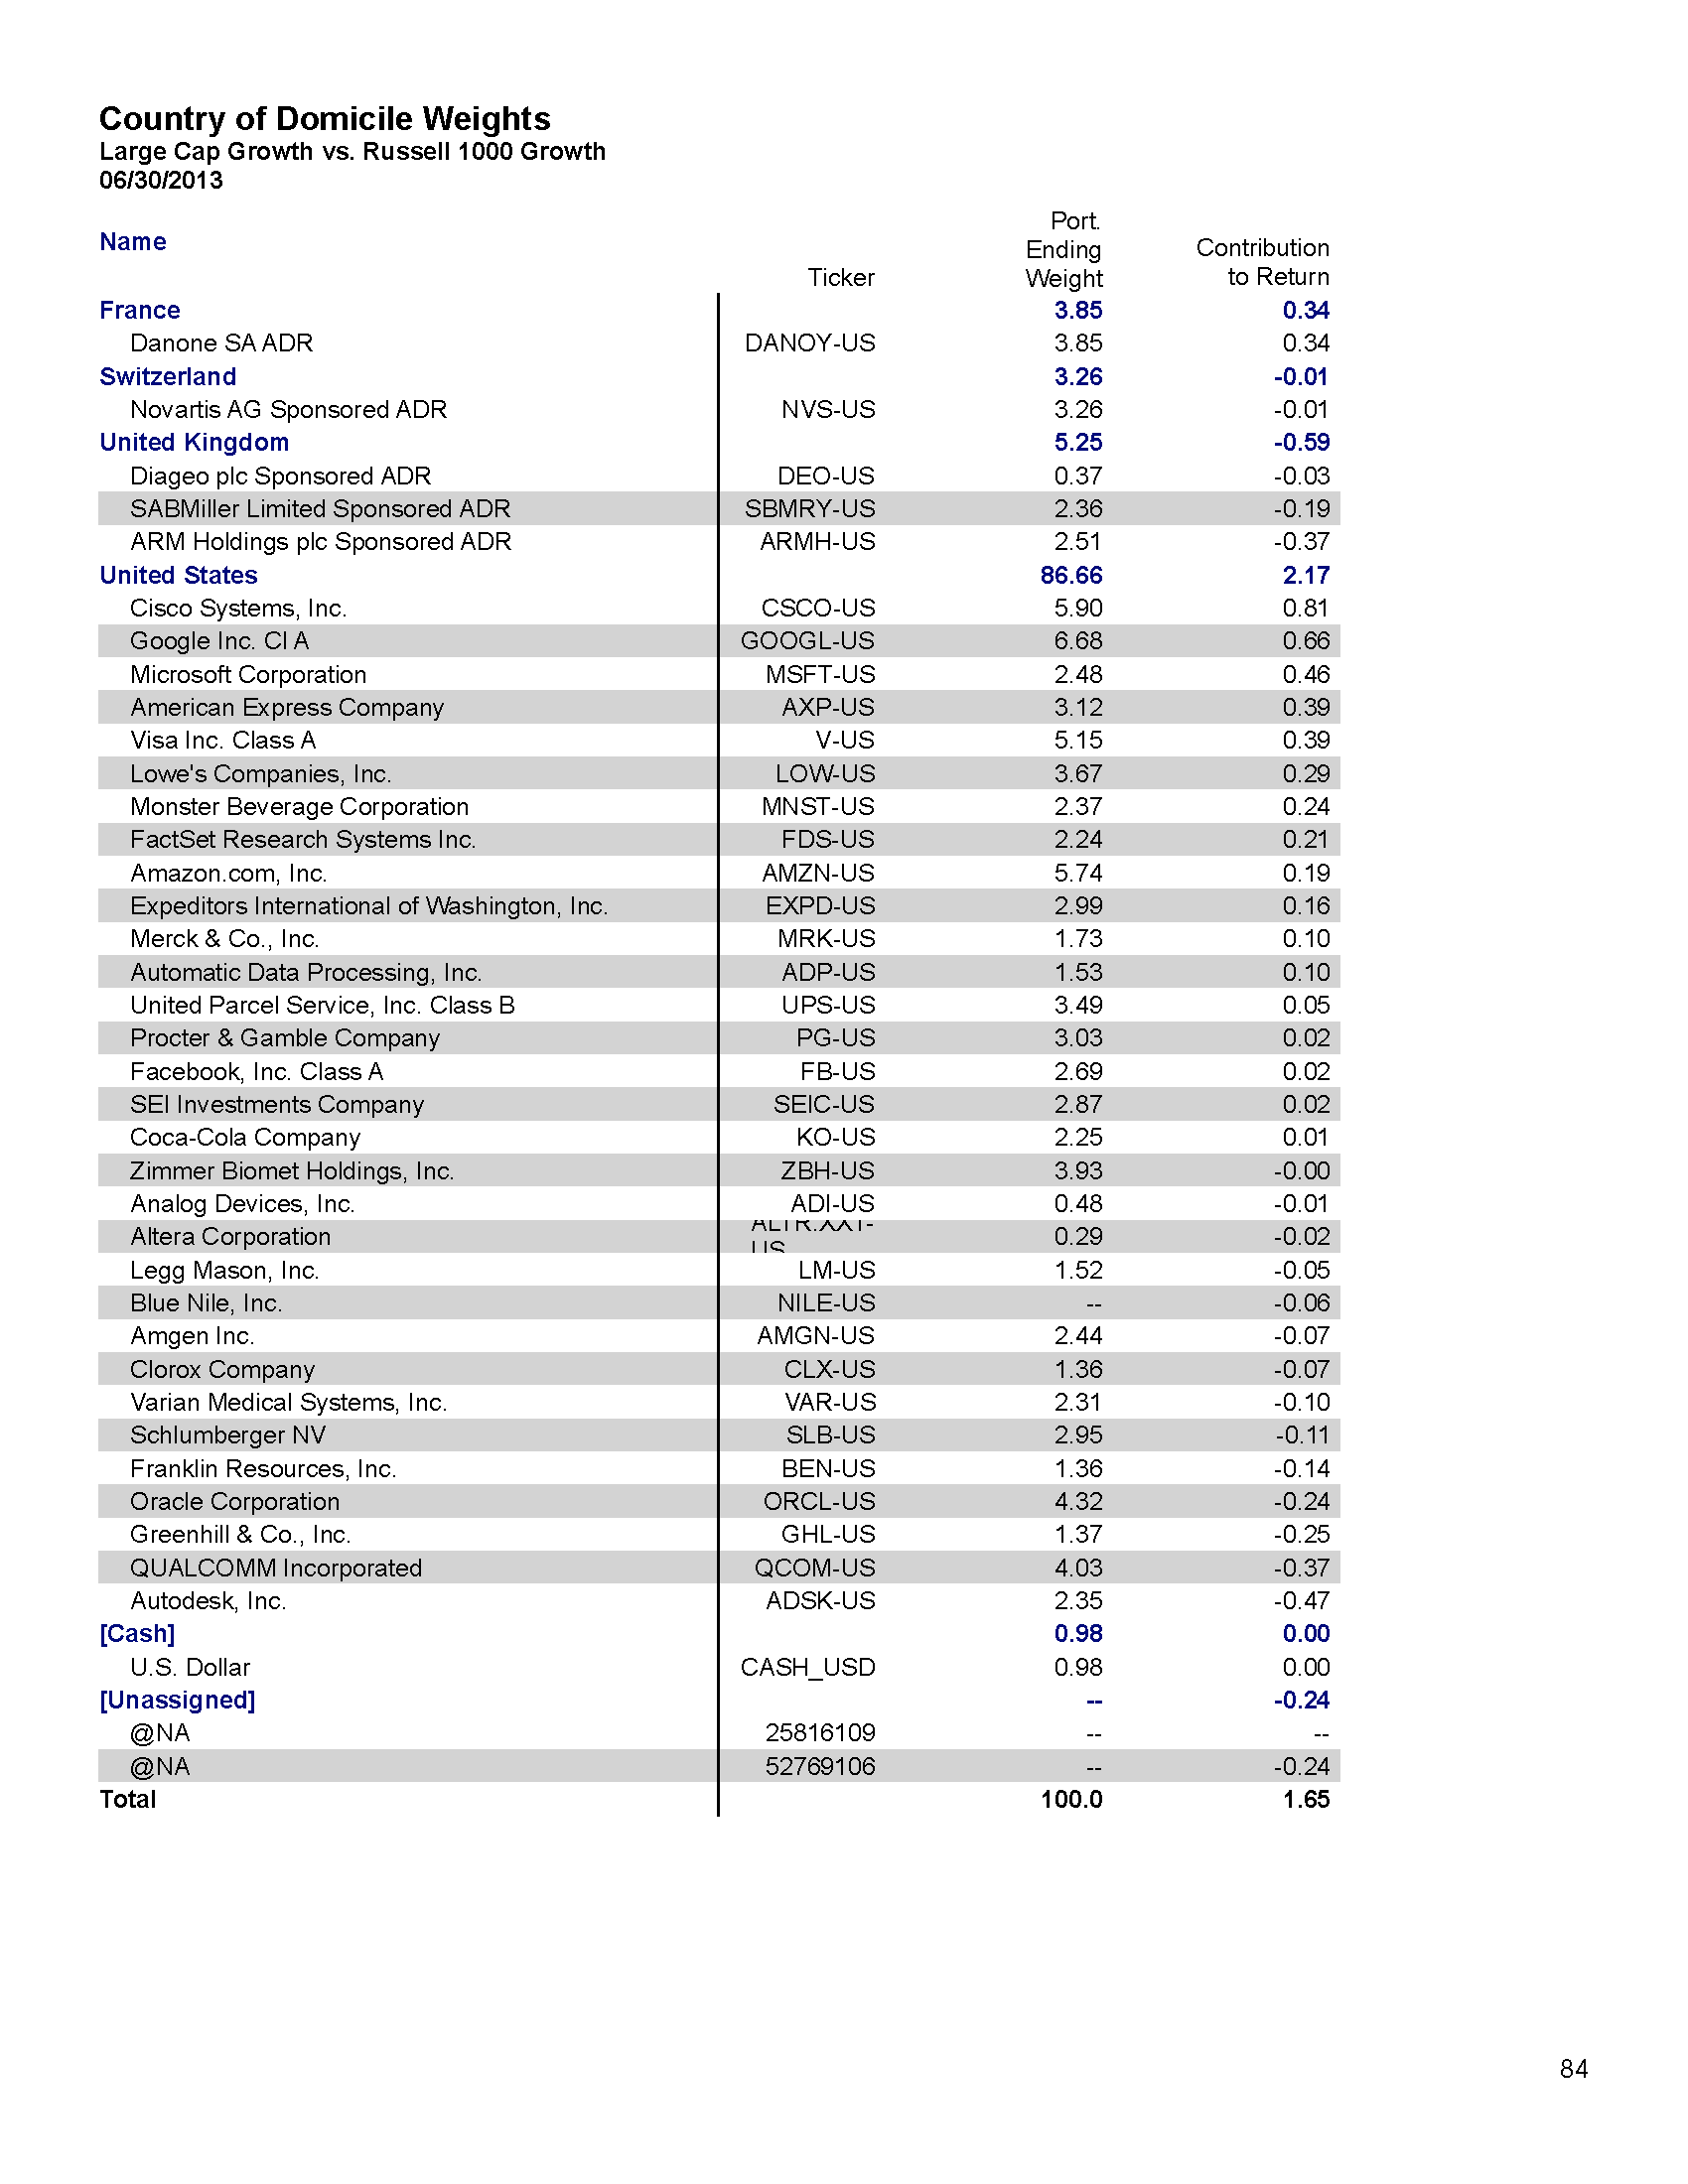 Country of Domicile Weights
Large Cap Growth vs. Russell 1000 Growth
06/30/2013
Name Ticker Port. Ending Weight Contribution to Return
France 3.85 0.34
Danone SA ADR DANOY-US 3.85 0.34
Switzerland 3.26 -0.01
Novartis AG Sponsored ADR NVS-US 3.26 -0.01
United Kingdom 5.25 -0.59
Diageo plc Sponsored ADR DEO-US 0.37 -0.03
SABMiller Limited Sponsored ADR SBMRY-US 2.36 -0.19
ARM Holdings plc Sponsored ADR ARMH-US 2.51 -0.37
United States 86.66 2.17
Cisco Systems, Inc. CSCO-US 5.90 0.81
Google Inc. Cl A GOOGL-US 6.68 0.66
Microsoft Corporation MSFT-US 2.48 0.46
American Express Company AXP-US 3.12 0.39
Visa Inc. Class A V-US 5.15 0.39
Lowe's Companies, Inc. LOW-US 3.67 0.29
Monster Beverage Corporation MNST-US 2.37 0.24
FactSet Research Systems Inc. FDS-US 2.24 0.21
Amazon.com, Inc. AMZN-US 5.74 0.19
Expeditors International of Washington, Inc. EXPD-US 2.99 0.16
Merck & Co., Inc. MRK-US 1.73 0.10
Automatic Data Processing, Inc. ADP-US 1.53 0.10
United Parcel Service, Inc. Class B UPS-US 3.49 0.05
Procter & Gamble Company PG-US 3.03 0.02
Facebook, Inc. Class A FB-US 2.69 0.02
SEI Investments Company SEIC-US 2.87 0.02
Coca-Cola Company KO-US 2.25 0.01
Zimmer Biomet Holdings, Inc. ZBH-US 3.93 -0.00
Analog Devices, Inc. ADI-US 0.48 -0.01
Altera Corporation 0.29 -0.02
Legg Mason, Inc. LM-US 1.52 -0.05
Blue Nile, Inc. NILE-US -- -0.06
Amgen Inc. AMGN-US 2.44 -0.07
Clorox Company CLX-US 1.36 -0.07
Varian Medical Systems, Inc. VAR-US 2.31 -0.10
Schlumberger NV SLB-US 2.95 -0.11
Franklin Resources, Inc. BEN-US 1.36 -0.14
Oracle Corporation ORCL-US 4.32 -0.24
Greenhill & Co., Inc. GHL-US 1.37 -0.25
QUALCOMM Incorporated QCOM-US 4.03 -0.37
Autodesk, Inc. ADSK-US 2.35 -0.47
[Cash] 0.98 0.00
U.S. Dollar CASH_USD 0.98 0.00
[Unassigned] -- -0.24
@NA 25816109 -- --
@NA 52769106 -- -0.24
Total 100.0 1.65
84